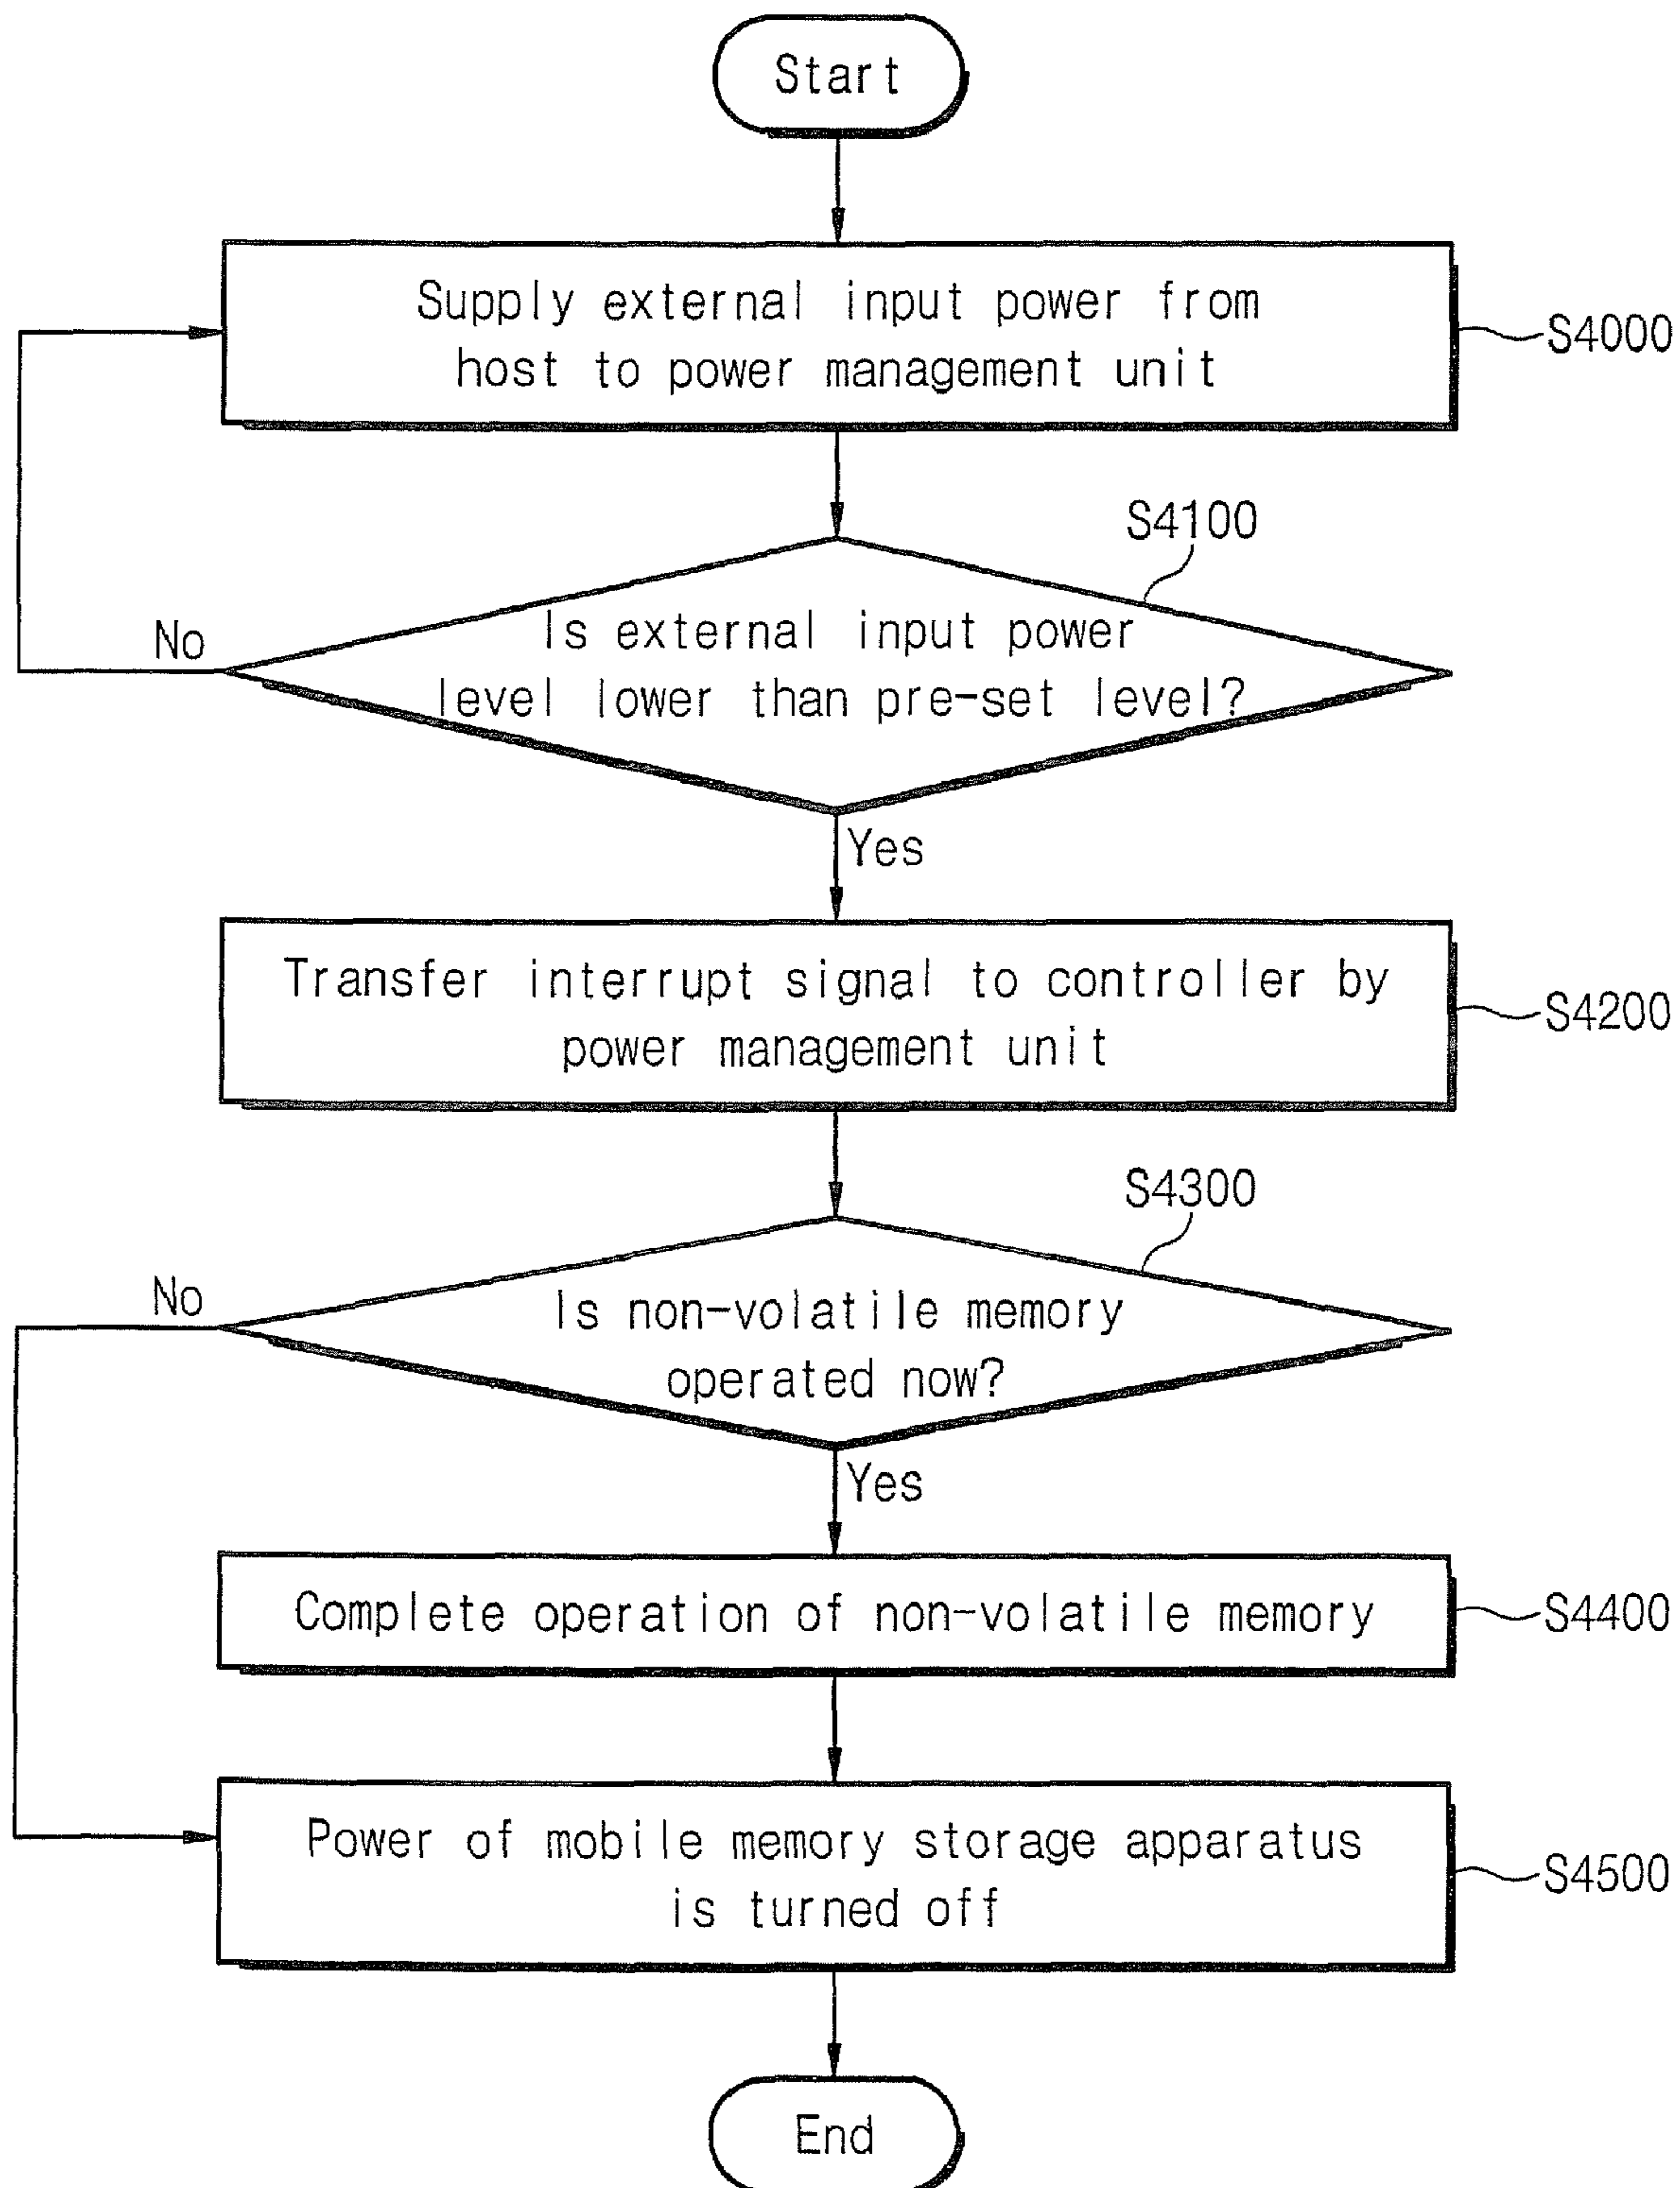 Start
Supply external input power from
host to power management unit
S4000
S4100
Is external input power
level lower than pre-set level?
No
Yes
Transfer interrupt signal to controller by
power management unit
S4200
S4300
Is non-volatile memory
operated now?
No
Yes
Complete operation of non-volatile memory
S4400
Power of mobile memory storage apparatus
is turned off
S4500
End